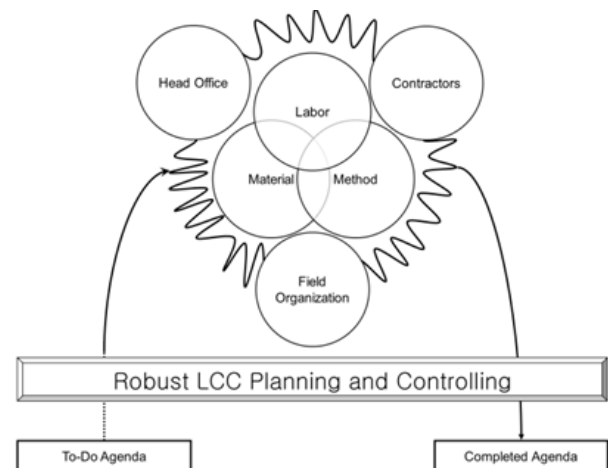 Head Office
Contractors
Labor
Material
Method
Field
Organization
Robust LCC Planning and Controlling
To-Do Agenda
Completed Agenda